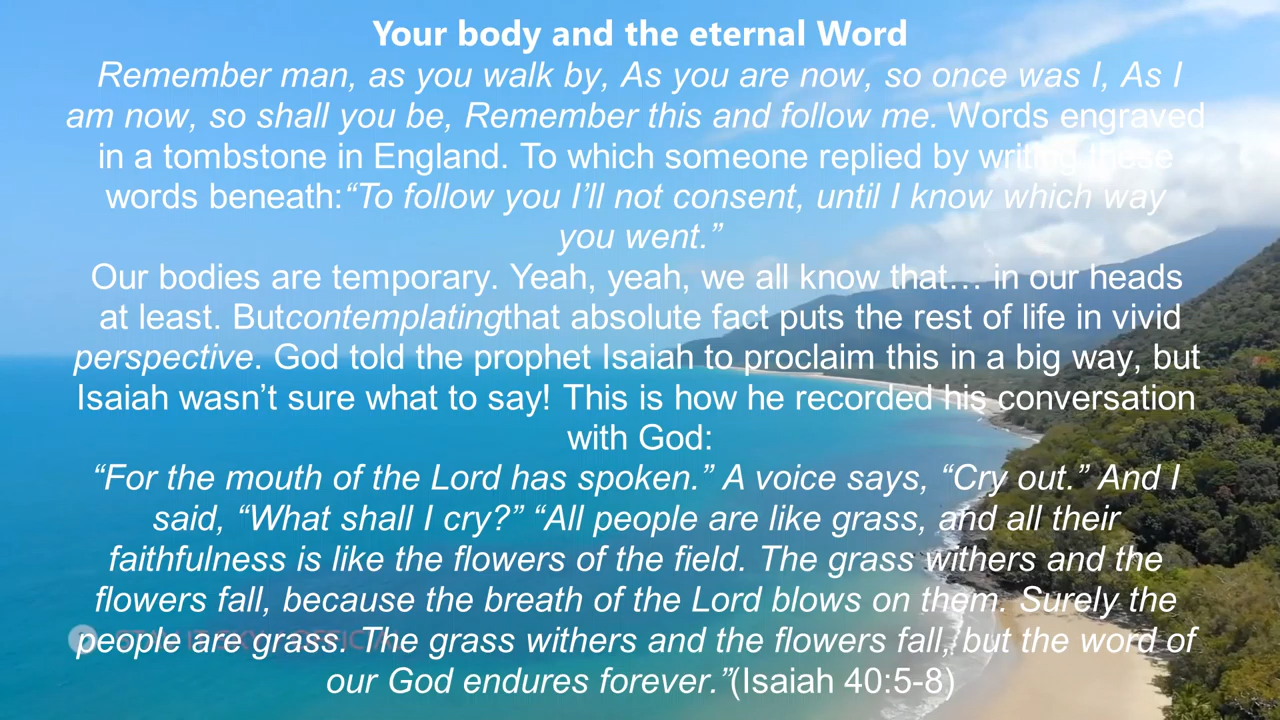 Your body and the eternal Word
Remember man, as you walk by, As you are now, so once was I, As I
am now, so shall you be, Remember this and follow me. Words engraved
in a tombstone in England. To which someone replied by writing these
words beneath:“To follow you I’ll not consent, until I know which way
you went.”
Our bodies are temporary. Yeah, yeah, we all know that… in our heads
at least. Butcontemplatingthat absolute fact puts the rest of life in vivid
perspective. God told the prophet Isaiah to proclaim this in a big way, but
Isaiah wasn’t sure what to say! This is how he recorded his conversation
with God:
“For the mouth of the Lord has spoken.” A voice says, “Cry out.” And I
said, “What shall I cry?” “All people are like grass, and all their
faithfulness is like the flowers of the field. The grass withers and the
flowers fall, because the breath of the Lord blows on them. Surely the
people are grass. The grass withers and the flowers fall, but the word of
our God endures forever.”(Isaiah 40:5-8)